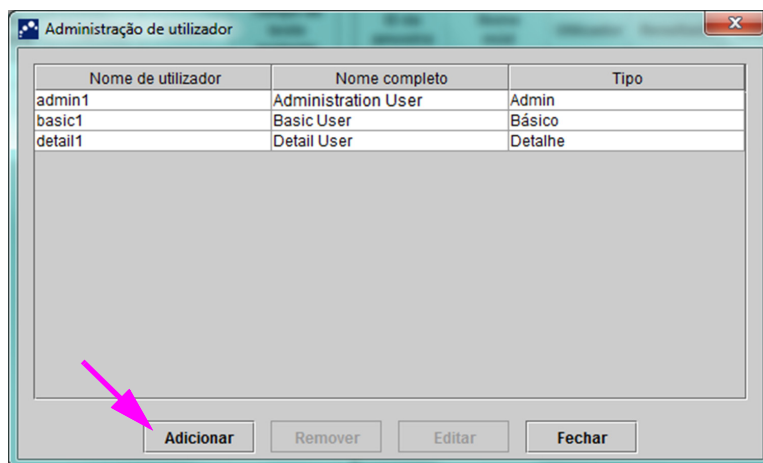 Administração de utilizador
Nome de utilizador Nome completo Tipo
admin1 Administration User Admin
basic1 Basic User Básico
detail1 Detail User Detalhe
Adicionar Remover Editar Fechar